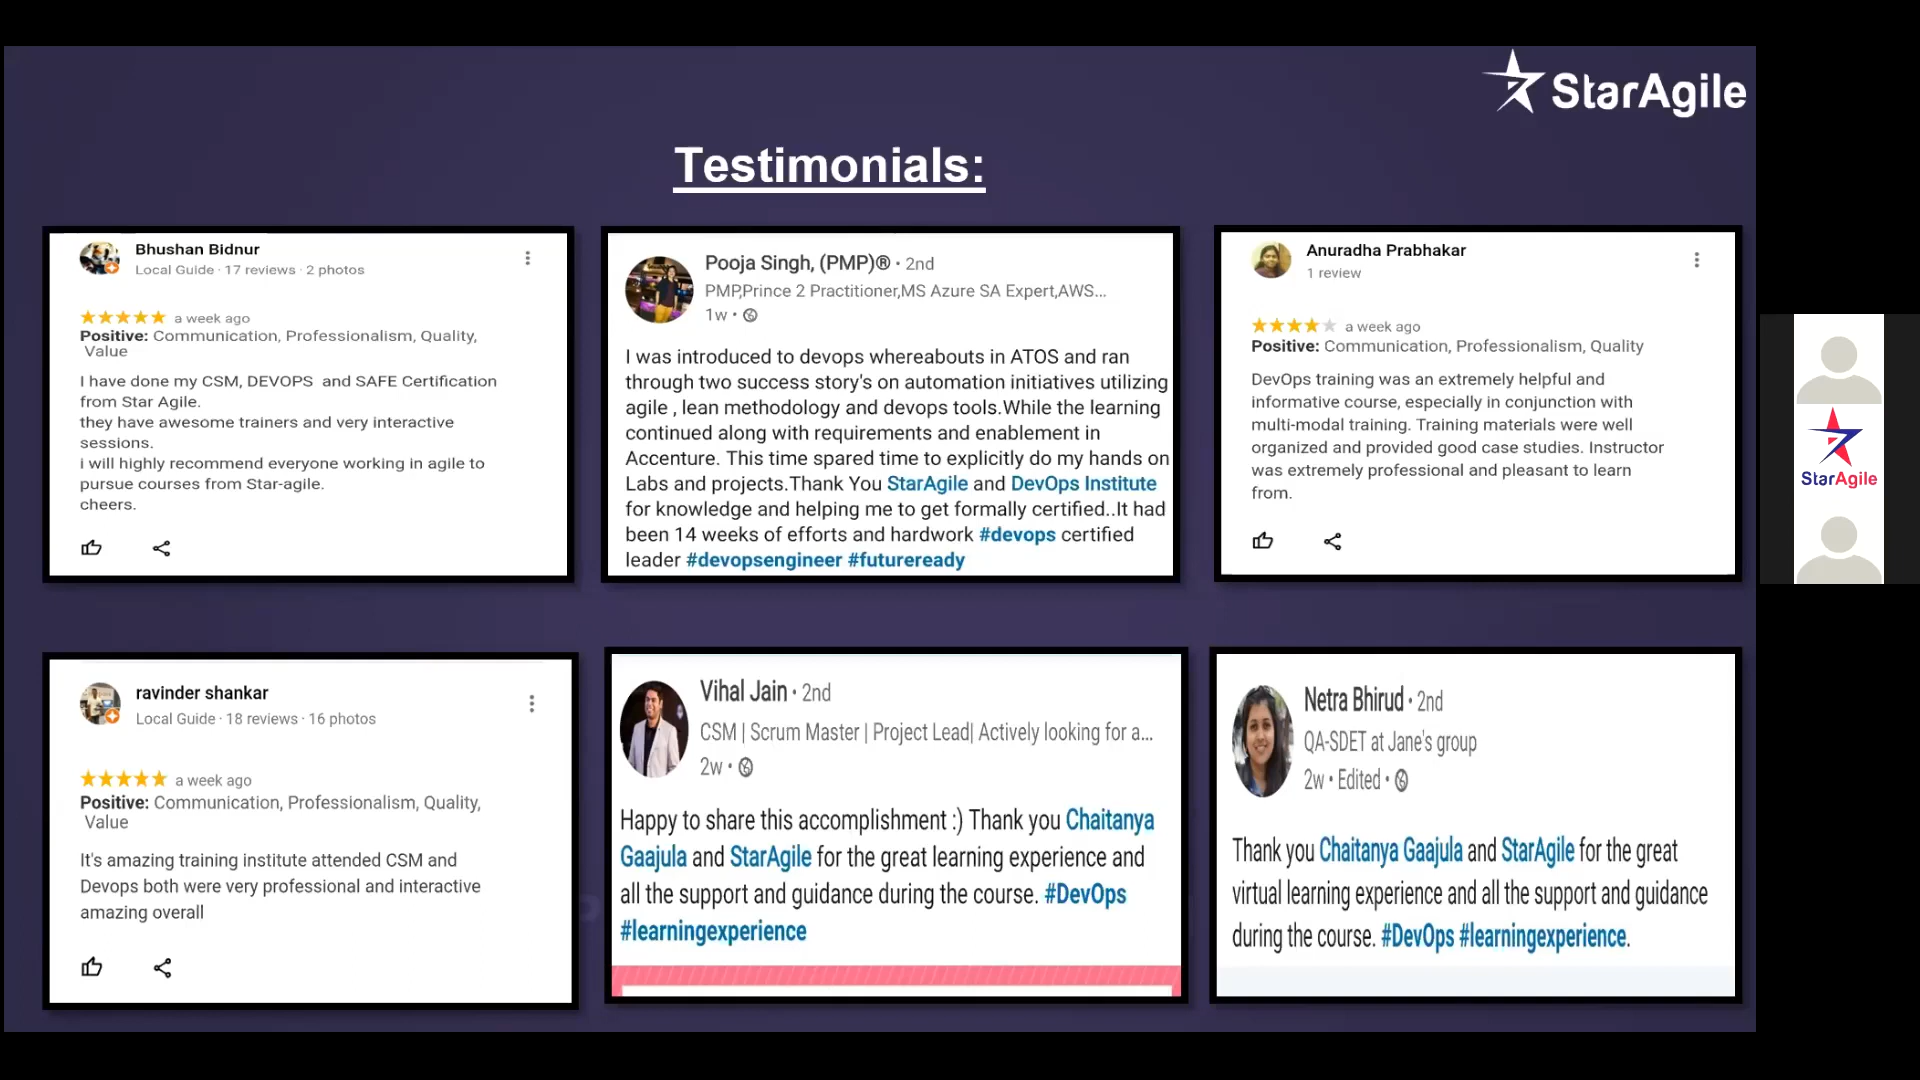 StarAgile
Testimonials:
Bhushan Bidnur
Local Guide · 17 reviews · 2 photos
a week ago
Positive: Communication, Professionalism, Quality,
Value
I have done my CSM, DEVOPS and SAFE Certification
from Star Agile.
they have awesome trainers and very interactive
sessions.
i will highly recommend everyone working in agile to
pursue courses from Star-agile.
cheers.
Pooja Singh, (PMP)® • 2nd
PMP,Prince 2 Practitioner,MS Azure SA Expert,AWS...
1w •
I was introduced to devops whereabouts in ATOS and ran
through two success story's on automation initiatives utilizing
agile , lean methodology and devops tools.While the learning
continued along with requirements and enablement in
Accenture. This time spared time to explicitly do my hands on
Labs and projects.Thank You StarAgile and DevOps Institute
for knowledge and helping me to get formally certified..It had
been 14 weeks of efforts and hardwork #devops certified
leader #devopsengineer #futureready
Anuradha Prabhakar
1 review
a week ago
Positive: Communication, Professionalism, Quality
DevOps training was an extremely helpful and
informative course, especially in conjunction with
multi-modal training. Training materials were well
organized and provided good case studies. Instructor
was extremely professional and pleasant to learn
from.
ravinder shankar
Local Guide · 18 reviews · 16 photos
a week ago
Positive: Communication, Professionalism, Quality,
Value
It's amazing training institute attended CSM and
Devops both were very professional and interactive
amazing overall
Vihal Jain • 2nd
CSM | Scrum Master | Project Lead| Actively looking for a...
2w •
Happy to share this accomplishment :) Thank you Chaitanya
Gaajula and StarAgile for the great learning experience and
all the support and guidance during the course. #DevOps
#learningexperience
Netra Bhirud • 2nd
QA-SDET at Jane's group
2w • Edited •
Thank you Chaitanya Gaajula and StarAgile for the great
virtual learning experience and all the support and guidance
during the course. #DevOps #learningexperience.
StarAgile